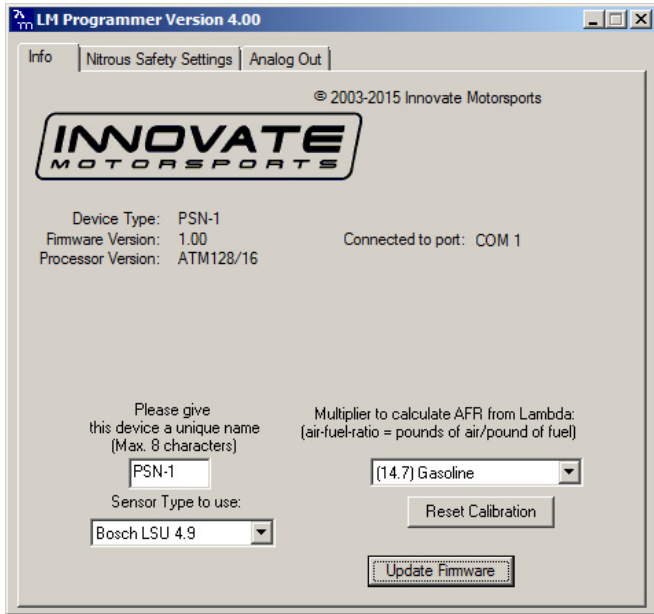 LM Programmer Version 4.00
Info
Nitrous Safety Settings
Analog Out
© 2003-2015 Innovate Motorsports
INNOVATE
MOTORSPORTS
Device Type: PSN-1
Firmware Version: 1.00
Connected to port: COM 1
Processor Version: ATM128/16
Please give
this device a unique name
(Max. 8 characters)
PSN-1
Sensor Type to use:
Bosch LSU 4.9
Multiplier to calculate AFR from Lambda:
(air-fuel-ratio = pounds of air/pound of fuel)
(14.7) Gasoline
Reset Calibration
Update Firmware